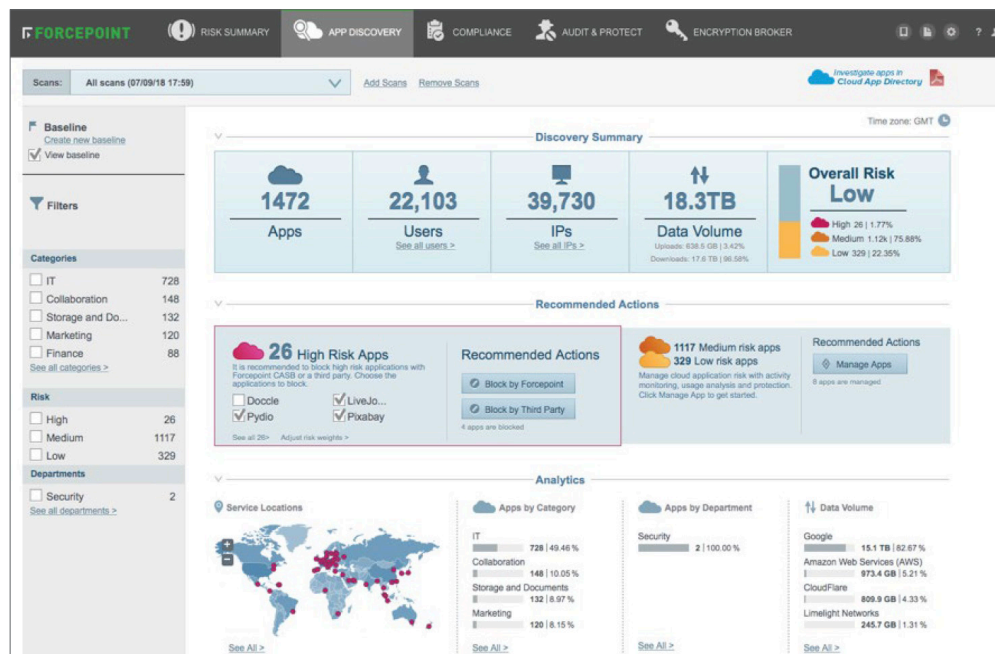 FORCEPOINT
RISK SUMMARY
APP DISCOVERY
COMPLIANCE
AUDIT & PROTECT
ENCRYPTION BROKER
?
Scans: All scans (07/09/18 17:59)
Add Scans Remove Scans
Investigate apps in
Cloud App Directory
Time zone: GMT
Baseline
Create new baseline
View baseline
Filters
Categories
IT 728
Collaboration 148
Storage and Do... 132
Marketing 120
Finance 88
See all categories >
Risk
High 26
Medium 1117
Low 329
Departments
Security 2
See all departments >
Discovery Summary
1472
Apps
22,103
Users
See all users >
39,730
IPs
See all IPs >
18.3TB
Data Volume
Uploads: 638.5 GB | 3.42%
Downloads: 17.6 TB | 96.58%
Overall Risk
Low
High 26 | 1.77%
Medium 1.12k | 75.88%
Low 329 | 22.35%
Recommended Actions
26 High Risk Apps
It is recommended to block high risk applications with
Forcepoint CASB or a third party. Choose the
applications to block.
Doccle LiveJo...
Pydio Pixabay
See all 26> Adjust risk weights >
Recommended Actions
Block by Forcepoint
Block by Third Party
4 apps are blocked
1117 Medium risk apps
329 Low risk apps
Manage cloud application risk with activity
monitoring, usage analysis and protection.
Click Manage App to get started.
Recommended Actions
Manage Apps
8 apps are managed
Analytics
Service Locations
+
-
See All >
Apps by Category
IT
728 | 49.46 %
Collaboration
148 | 10.05 %
Storage and Documents
132 | 8.97 %
Marketing
120 | 8.15 %
See All >
Apps by Department
Security
2 | 100.00 %
See All >
Data Volume
Google
15.1 TB | 82.67 %
Amazon Web Services (AWS)
973.4 GB | 5.21 %
CloudFlare
809.9 GB | 4.33 %
Limelight Networks
245.7 GB | 1.31 %
See All >